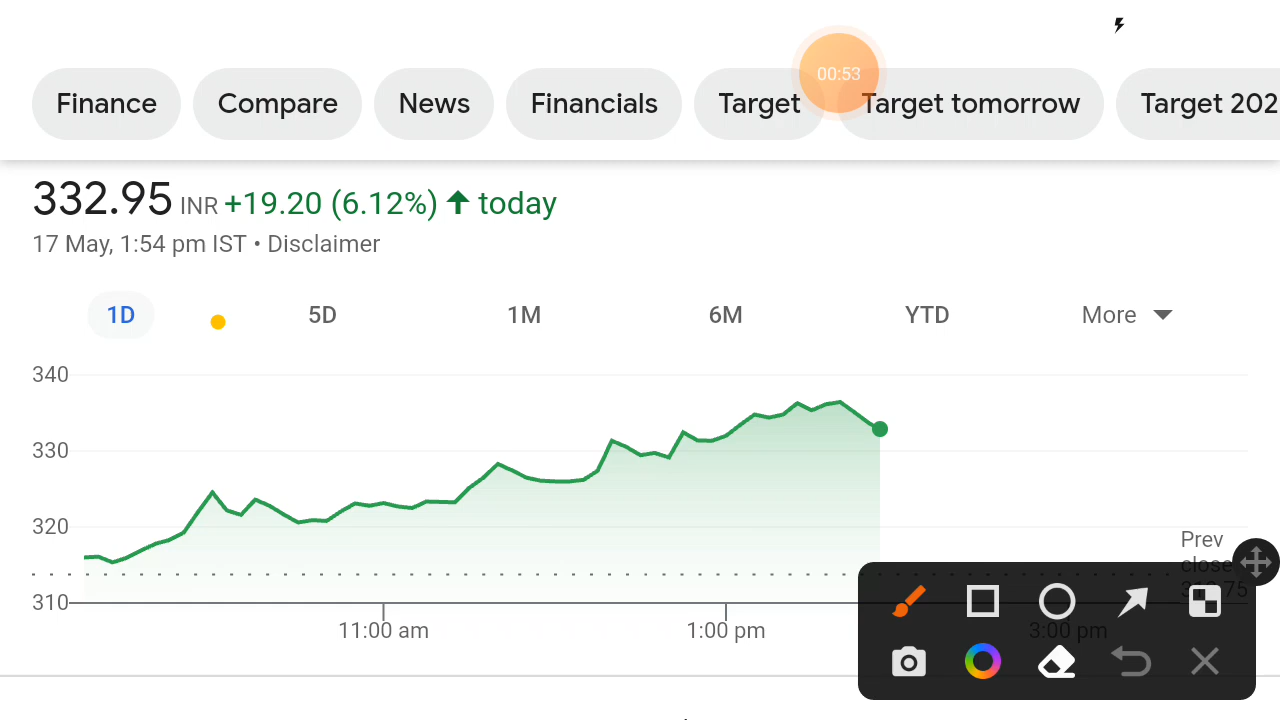 00:53
Finance Compare News Financials Target Target tomorrow Target 202
332.95 INR +19.20 (6.12%) today
17 May, 1:54 pm IST • Disclaimer
1D 5D 1M 6M YTD More
340
330
320
Prev
close
313.75
310
11:00 am 1:00 pm 3:00 pm